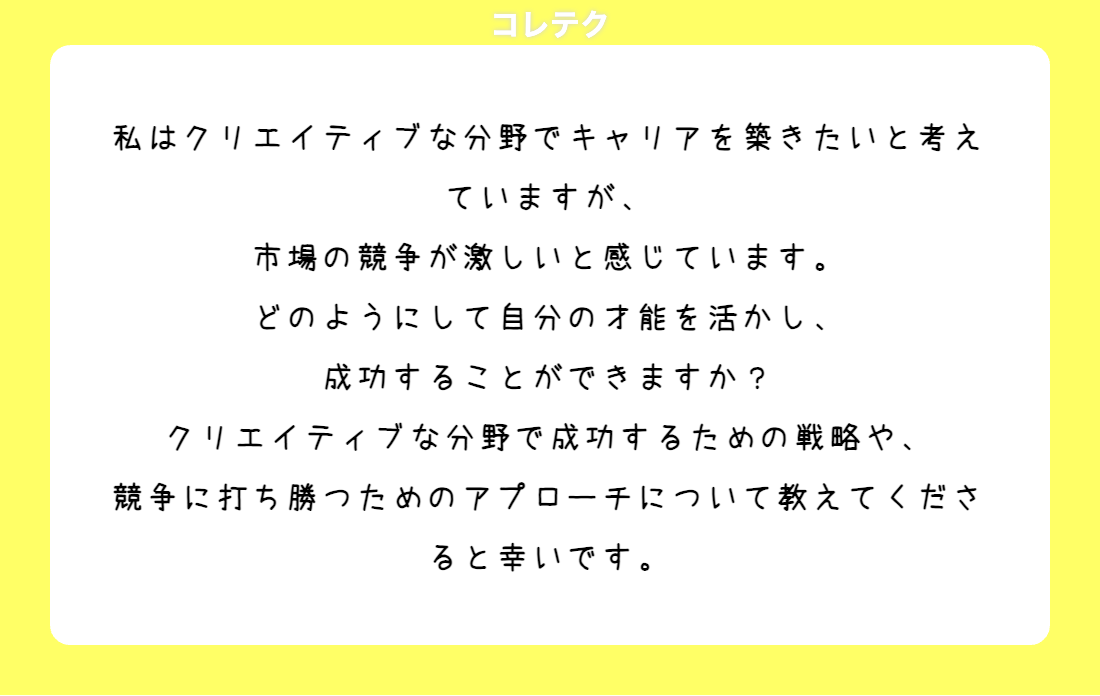 コレテク
私はクリエイティブな分野でキャリアを築きたいと考え
ていますが、
市場の競争が激しいと感じています。
どのようにして自分の才能を活かし、
成功することができますか？
クリエイティブな分野で成功するための戦略や、
競争に打ち勝つためのアプローチについて教えてくださ
ると幸いです。